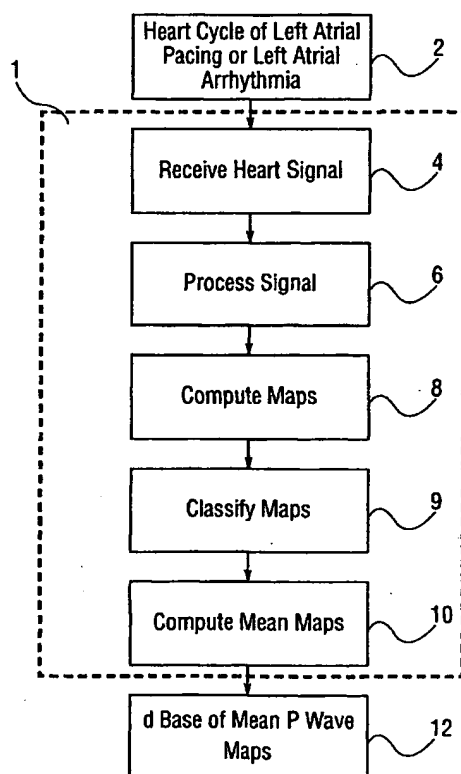 Heart Cycle of Left Atrial
Pacing or Left Atrial
Arrhythmia
2
1
Receive Heart Signal
4
Process Signal
6
Compute Maps
8
Classify Maps
9
Compute Mean Maps
10
d Base of Mean P Wave
Maps
12